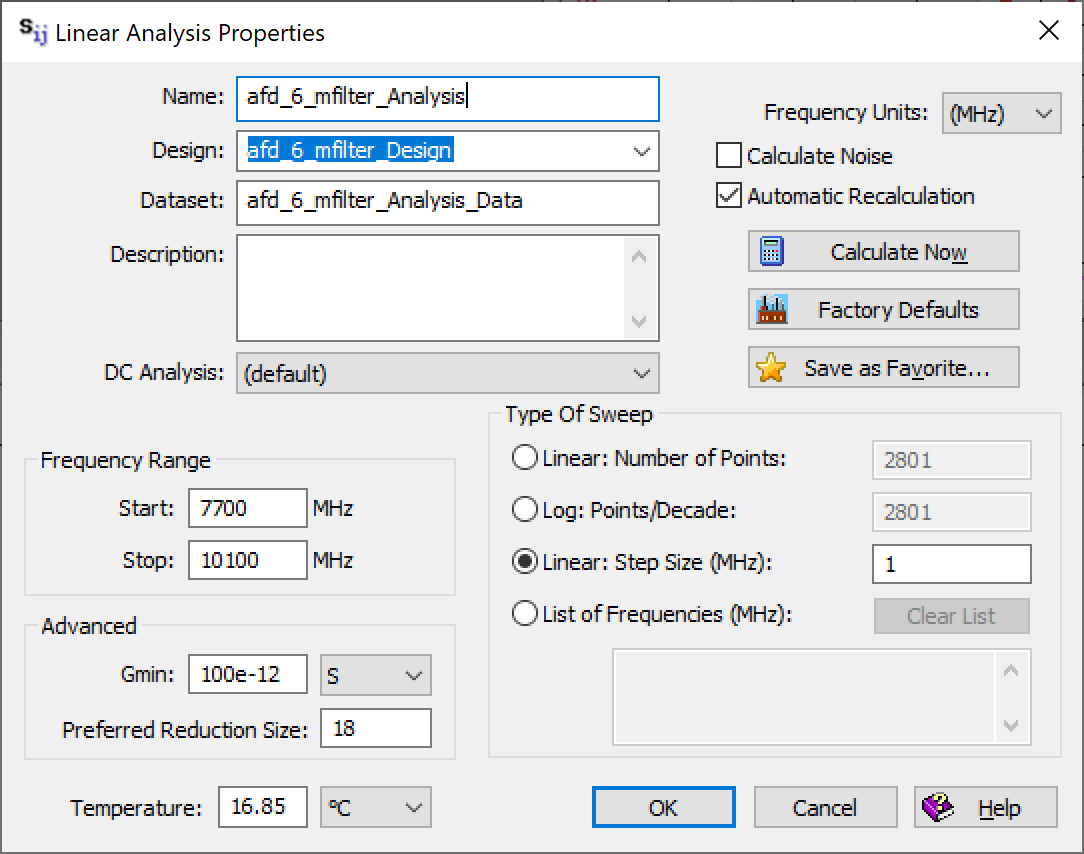 Sij Linear Analysis Properties
Name: afd_6_mfilter_Analysis
Frequency Units: (MHz)
Design: afd_6_mfilter_Design
Calculate Noise
Dataset: afd_6_mfilter_Analysis_Data
Automatic Recalculation
Description:
Calculate Now
Factory Defaults
DC Analysis: (default)
Save as Favorite...
Type Of Sweep
Frequency Range
Linear: Number of Points: 2801
Start: 7700 MHz
Log: Points/Decade: 2801
Stop: 10100 MHz
Linear: Step Size (MHz): 1
List of Frequencies (MHz): Clear List
Advanced
Gmin: 100e-12 S
Preferred Reduction Size: 18
Temperature: 16.85 °C
OK Cancel Help